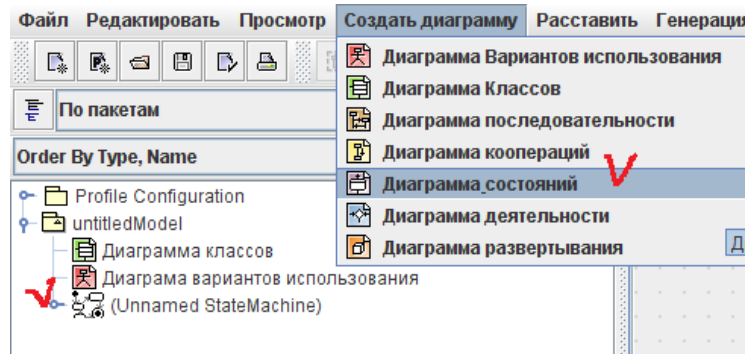 Файл Редактировать Просмотр Создать диаграмму Расставить Генерация
Диаграмма Вариантов использования
Диаграмма Классов
По пакетам
Диаграмма последовательности
Order By Type, Name
Диаграмма коопераций
Диаграмма_состояний
Profile Configuration
untitledModel
Диаграмма деятельности
Диаграмма классов
Диаграмма развертывания
Д
Диаграма вариантов использования
(Unnamed StateMachine)